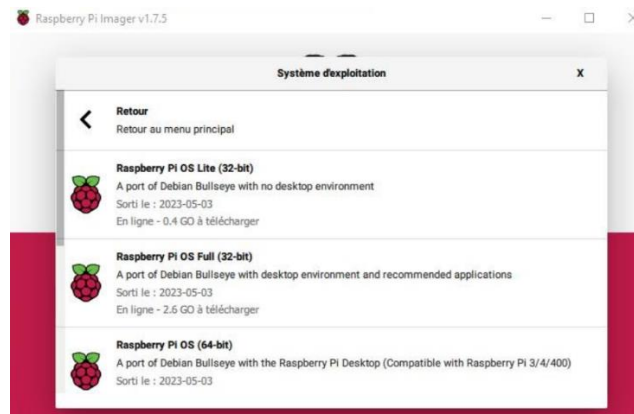 Raspberry Pi Imager v1.7.5
Système d'exploitation
X
Retour
Retour au menu principal
Raspberry Pi OS Lite (32-bit)
A port of Debian Bullseye with no desktop environment
Sorti le : 2023-05-03
En ligne - 0.4 GO à télécharger
Raspberry Pi OS Full (32-bit)
A port of Debian Bullseye with desktop environment and recommended applications
Sorti le : 2023-05-03
En ligne - 2.6 GO à télécharger
Raspberry Pi OS (64-bit)
A port of Debian Bullseye with the Raspberry Pi Desktop (Compatible with Raspberry Pi 3/4/400)
Sorti le : 2023-05-03